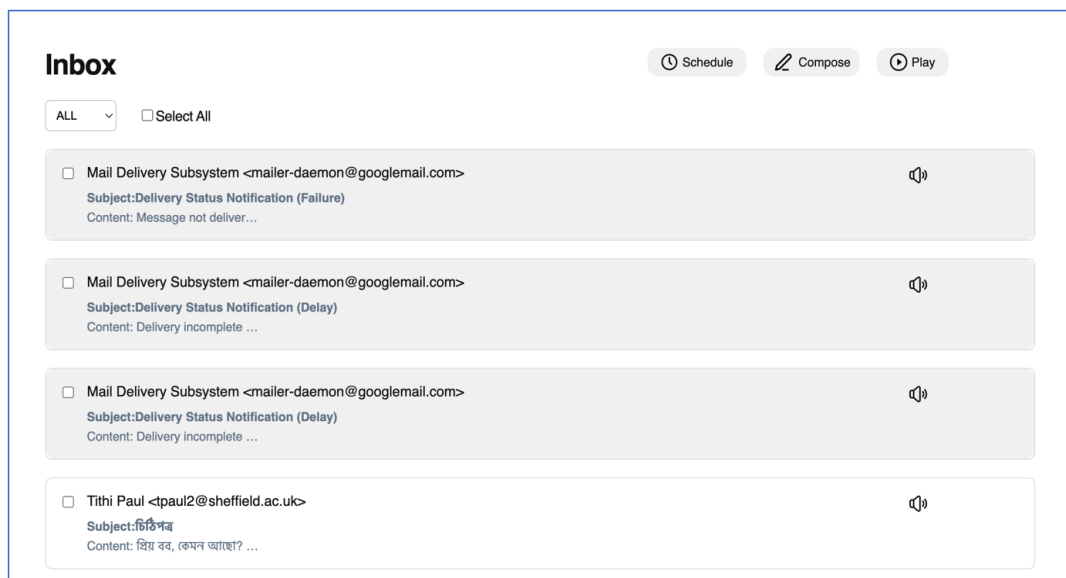 Inbox
Schedule Compose Play
ALL Select All
Mail Delivery Subsystem <mailer-daemon@googlemail.com>
Subject:Delivery Status Notification (Failure)
Content: Message not deliver…
Mail Delivery Subsystem <mailer-daemon@googlemail.com>
Subject:Delivery Status Notification (Delay)
Content: Delivery incomplete …
Mail Delivery Subsystem <mailer-daemon@googlemail.com>
Subject:Delivery Status Notification (Delay)
Content: Delivery incomplete …
Tithi Paul <tpaul2@sheffield.ac.uk>
Subject:চিঠিপত্র
Content: প্রিয় বব, কেমন আছো? …